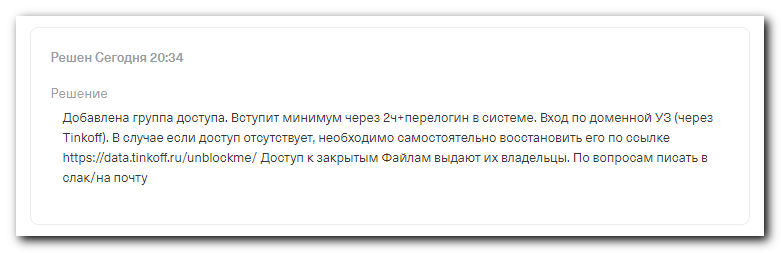 Решен Сегодня 20:34
Решение
Добавлена группа доступа. Вступит минимум через 2ч+перелогин в системе. Вход по доменной УЗ (через
Tinkoff). В случае если доступ отсутствует, необходимо самостоятельно восстановить его по ссылке
https://data.tinkoff.ru/unblockme/ Доступ к закрытым Файлам выдают их владельцы. По вопросам писать в
слак/на почту